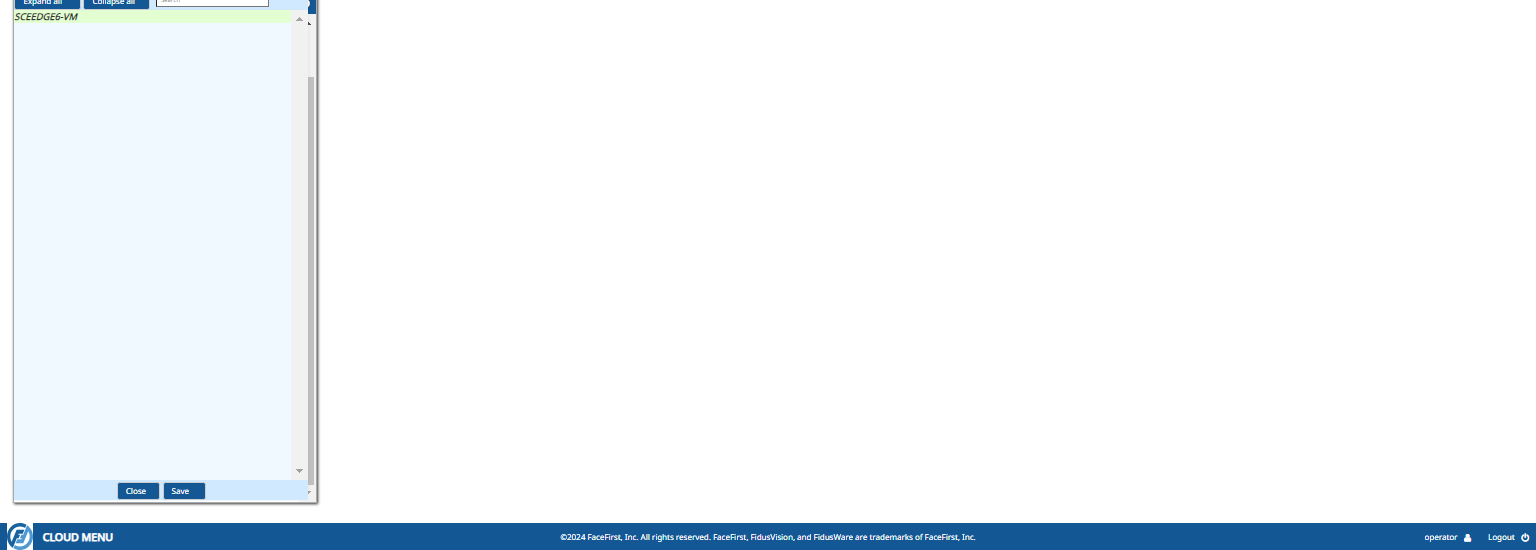 Expand all Collapse all Search
SCEEDGE6-VM
Close Save
CLOUD MENU ©2024 FaceFirst, Inc. All rights reserved. FaceFirst, FidusVision, and FidusWare are trademarks of FaceFirst, Inc. operator Logout